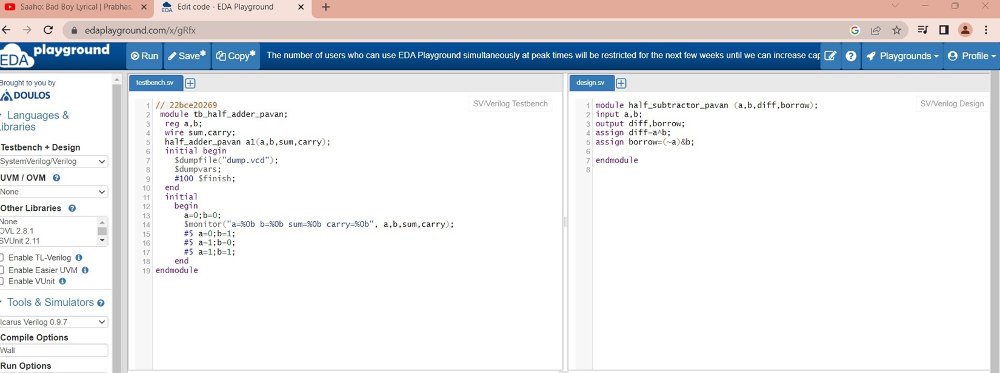 Saaho: Bad Boy Lyrical | Prabhas,
Edit code - EDA Playground
edaplayground.com/x/gRfx
EDA playground
Run
Save*
Copy*
The number of users who can use EDA Playground simultaneously at peak times will be restricted for the next few weeks until we can increase cap
Playgrounds
Profile
Brought to you by
DOULOS
Languages &
Libraries
Testbench + Design
SystemVerilog/Verilog
UVM / OVM
None
Other Libraries
None
OVL 2.8.1
SVUnit 2.11
Enable TL-Verilog
Enable Easier UVM
Enable VUnit
Tools & Simulators
Icarus Verilog 0.9.7
Compile Options
Wall
Run Options
testbench.sv
SV/Verilog Testbench
1 // 22bce20269
2 module tb_half_adder_pavan;
3 reg a,b;
4 wire sum,carry;
5 half_adder_pavan a1(a,b,sum,carry);
6 initial begin
7 $dumpfile("dump.vcd");
8 $dumpvars;
9 #100 $finish;
10 end
11 initial
12 begin
13 a=0;b=0;
14 $monitor("a=%0b b=%0b sum=%0b carry=%0b", a,b,sum,carry);
15 #5 a=0;b=1;
16 #5 a=1;b=0;
17 #5 a=1;b=1;
18 end
19 endmodule
design.sv
SV/Verilog Design
1 module half_subtractor_pavan (a,b,diff,borrow);
2 input a,b;
3 output diff,borrow;
4 assign diff=a^b;
5 assign borrow=(~a)&b;
6
7 endmodule
8